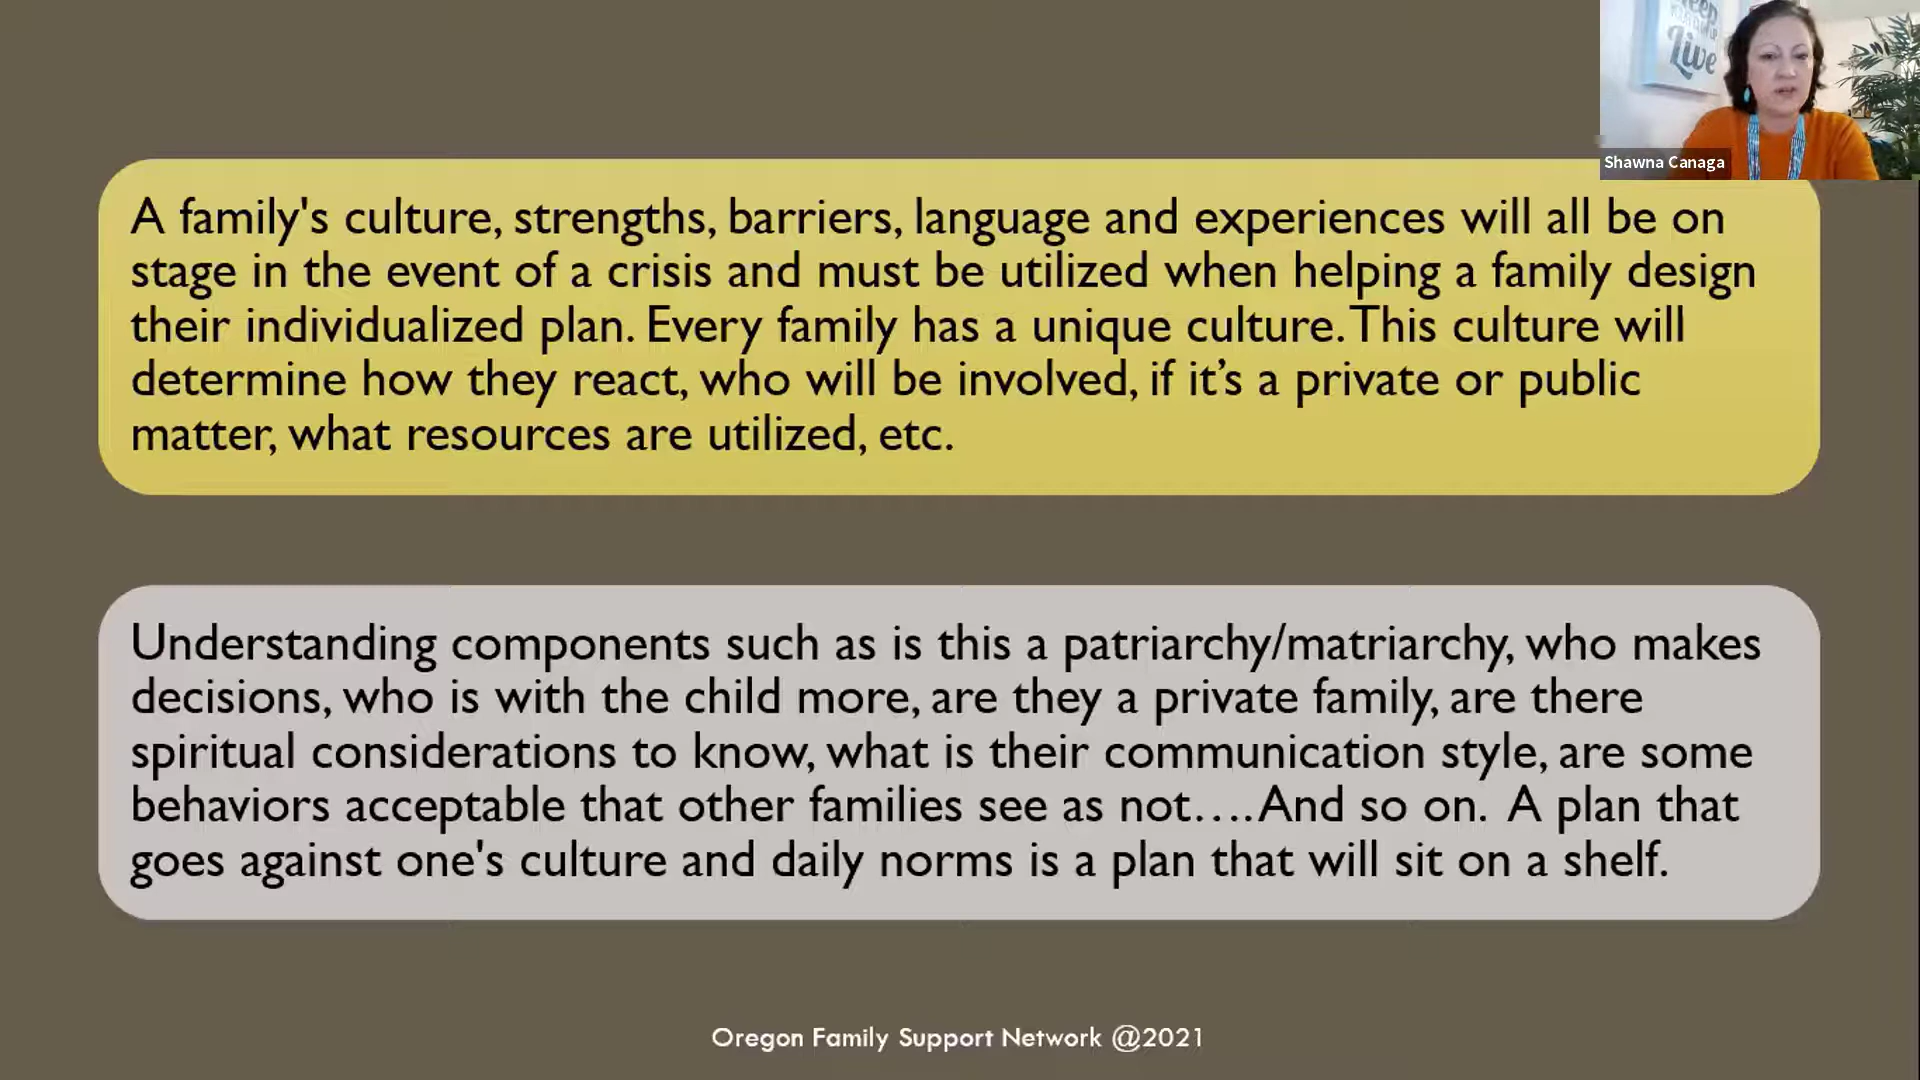 Keep
Live
Shawna Canaga
A family's culture, strengths, barriers, language and experiences will all be on
stage in the event of a crisis and must be utilized when helping a family design
their individualized plan. Every family has a unique culture. This culture will
determine how they react, who will be involved, if it’s a private or public
matter, what resources are utilized, etc.
Understanding components such as is this a patriarchy/matriarchy, who makes
decisions, who is with the child more, are they a private family, are there
spiritual considerations to know, what is their communication style, are some
behaviors acceptable that other families see as not….And so on. A plan that
goes against one's culture and daily norms is a plan that will sit on a shelf.
Oregon Family Support Network @2021